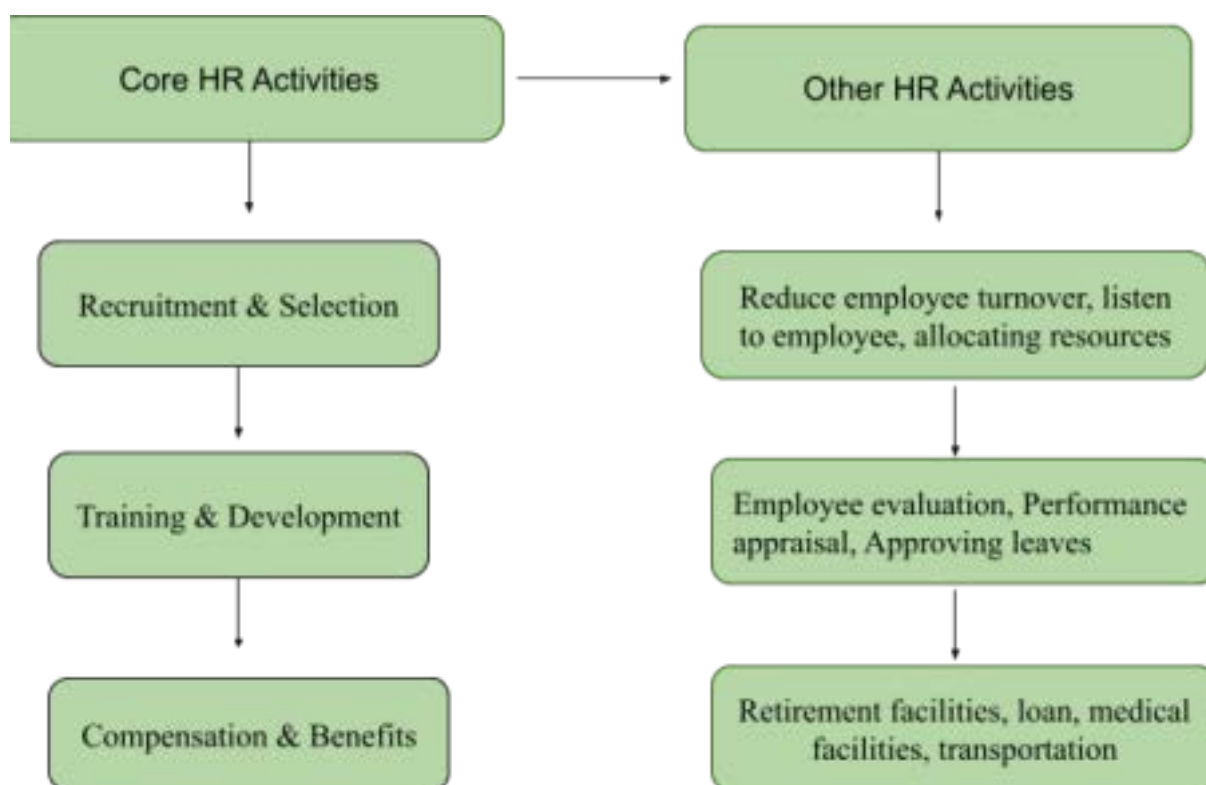 Core HR Activities
Other HR Activities
Recruitment & Selection
Reduce employee turnover, listen
to employee, allocating resources
Training & Development
Employee evaluation, Performance
appraisal, Approving leaves
Compensation & Benefits
Retirement facilities, loan, medical
facilities, transportation